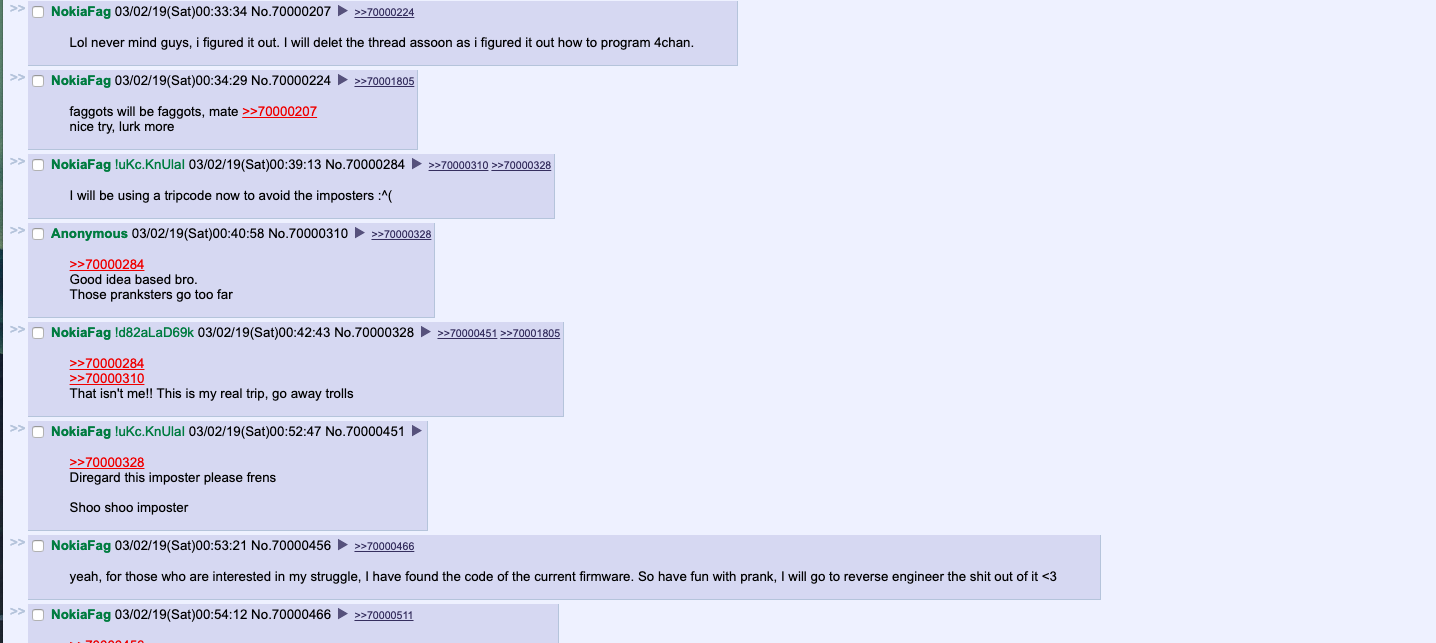 >> NokiaFag 03/02/19(Sat)00:33:34 No.70000207 ▶ >>70000224
Lol never mind guys, i figured it out. I will delet the thread assoon as i figured it out how to program 4chan.
>> NokiaFag 03/02/19(Sat)00:34:29 No.70000224 ▶ >>70001805
faggots will be faggots, mate >>70000207
nice try, lurk more
>> NokiaFag !uKc.KnUlaI 03/02/19(Sat)00:39:13 No.70000284 ▶ >>70000310 >>70000328
I will be using a tripcode now to avoid the imposters :^(
>> Anonymous 03/02/19(Sat)00:40:58 No.70000310 ▶ >>70000328
>>70000284
Good idea based bro.
Those pranksters go too far
>> NokiaFag !d82aLaD69k 03/02/19(Sat)00:42:43 No.70000328 ▶ >>70000451 >>70001805
>>70000284
>>70000310
That isn't me!! This is my real trip, go away trolls
>> NokiaFag !uKc.KnUlaI 03/02/19(Sat)00:52:47 No.70000451 ▶
>>70000328
Diregard this imposter please frens
Shoo shoo imposter
>> NokiaFag 03/02/19(Sat)00:53:21 No.70000456 ▶ >>70000466
yeah, for those who are interested in my struggle, I have found the code of the current firmware. So have fun with prank, I will go to reverse engineer the shit out of it <3
>> NokiaFag 03/02/19(Sat)00:54:12 No.70000466 ▶ >>70000511